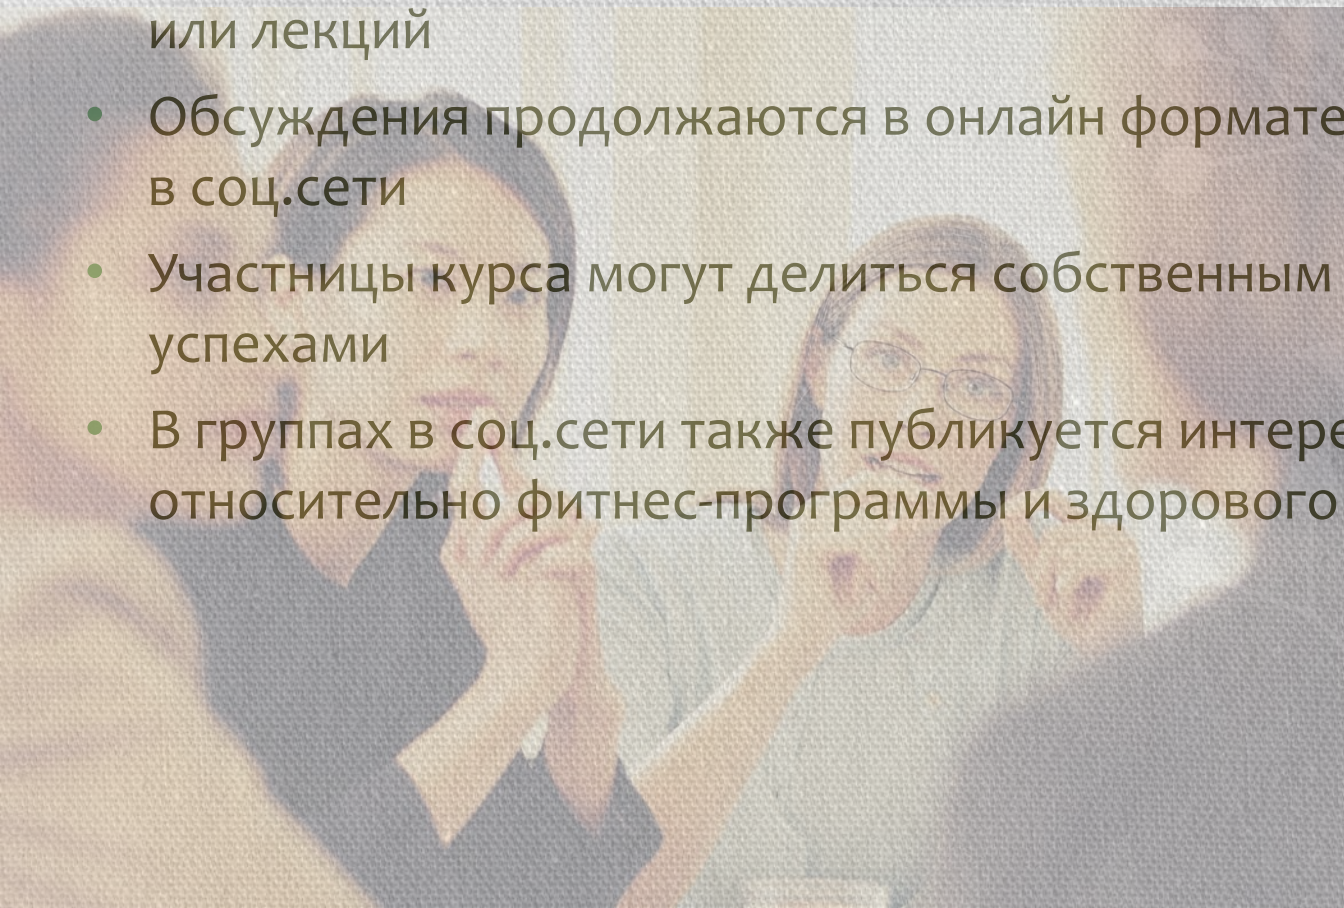 или лекций
• Обсуждения продолжаются в онлайн формате
в соц.сети
• Участницы курса могут делиться собственным
успехами
• В группах в соц.сети также публикуется интере
относительно фитнес-программы и здорового